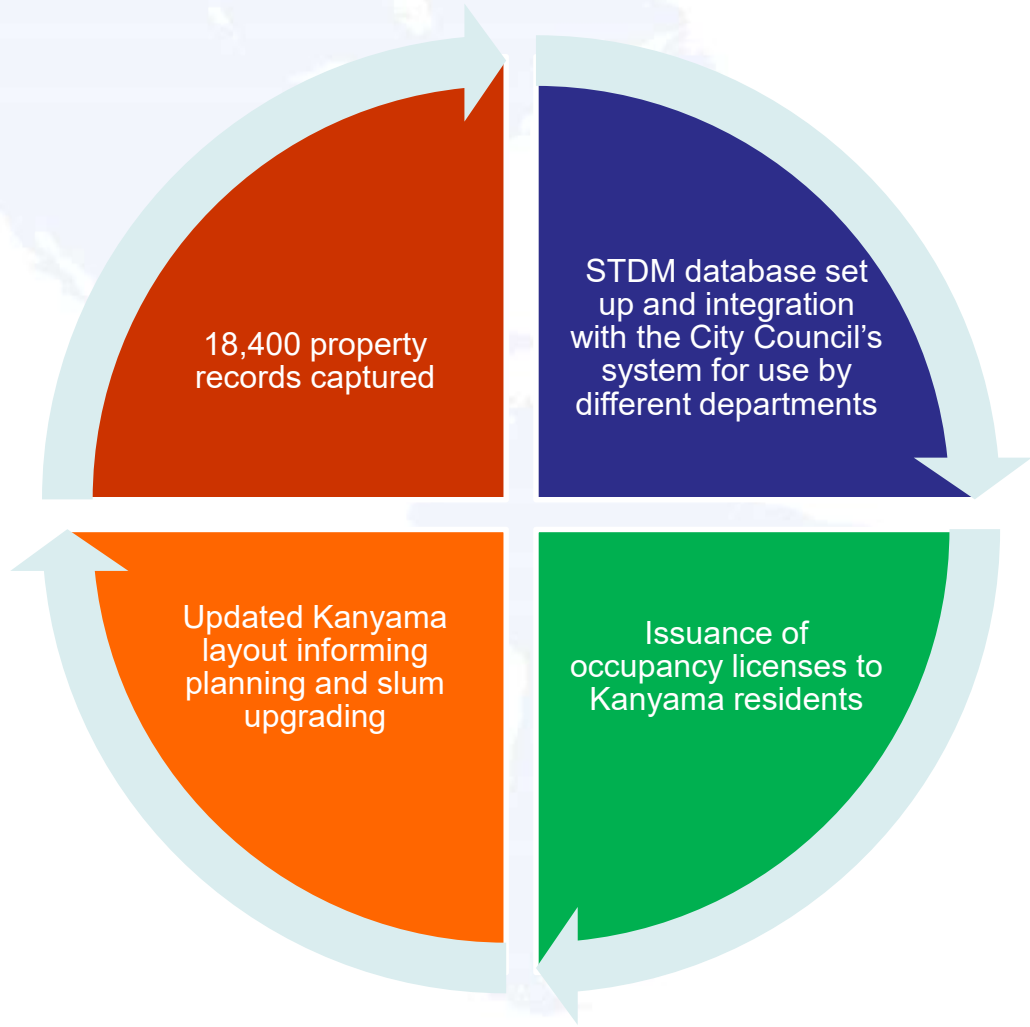 18,400 property
records captured
STDM database set
up and integration
with the City Council’s
system for use by
different departments
Issuance of
occupancy licenses to
Kanyama residents
Updated Kanyama
layout informing
planning and slum
upgrading